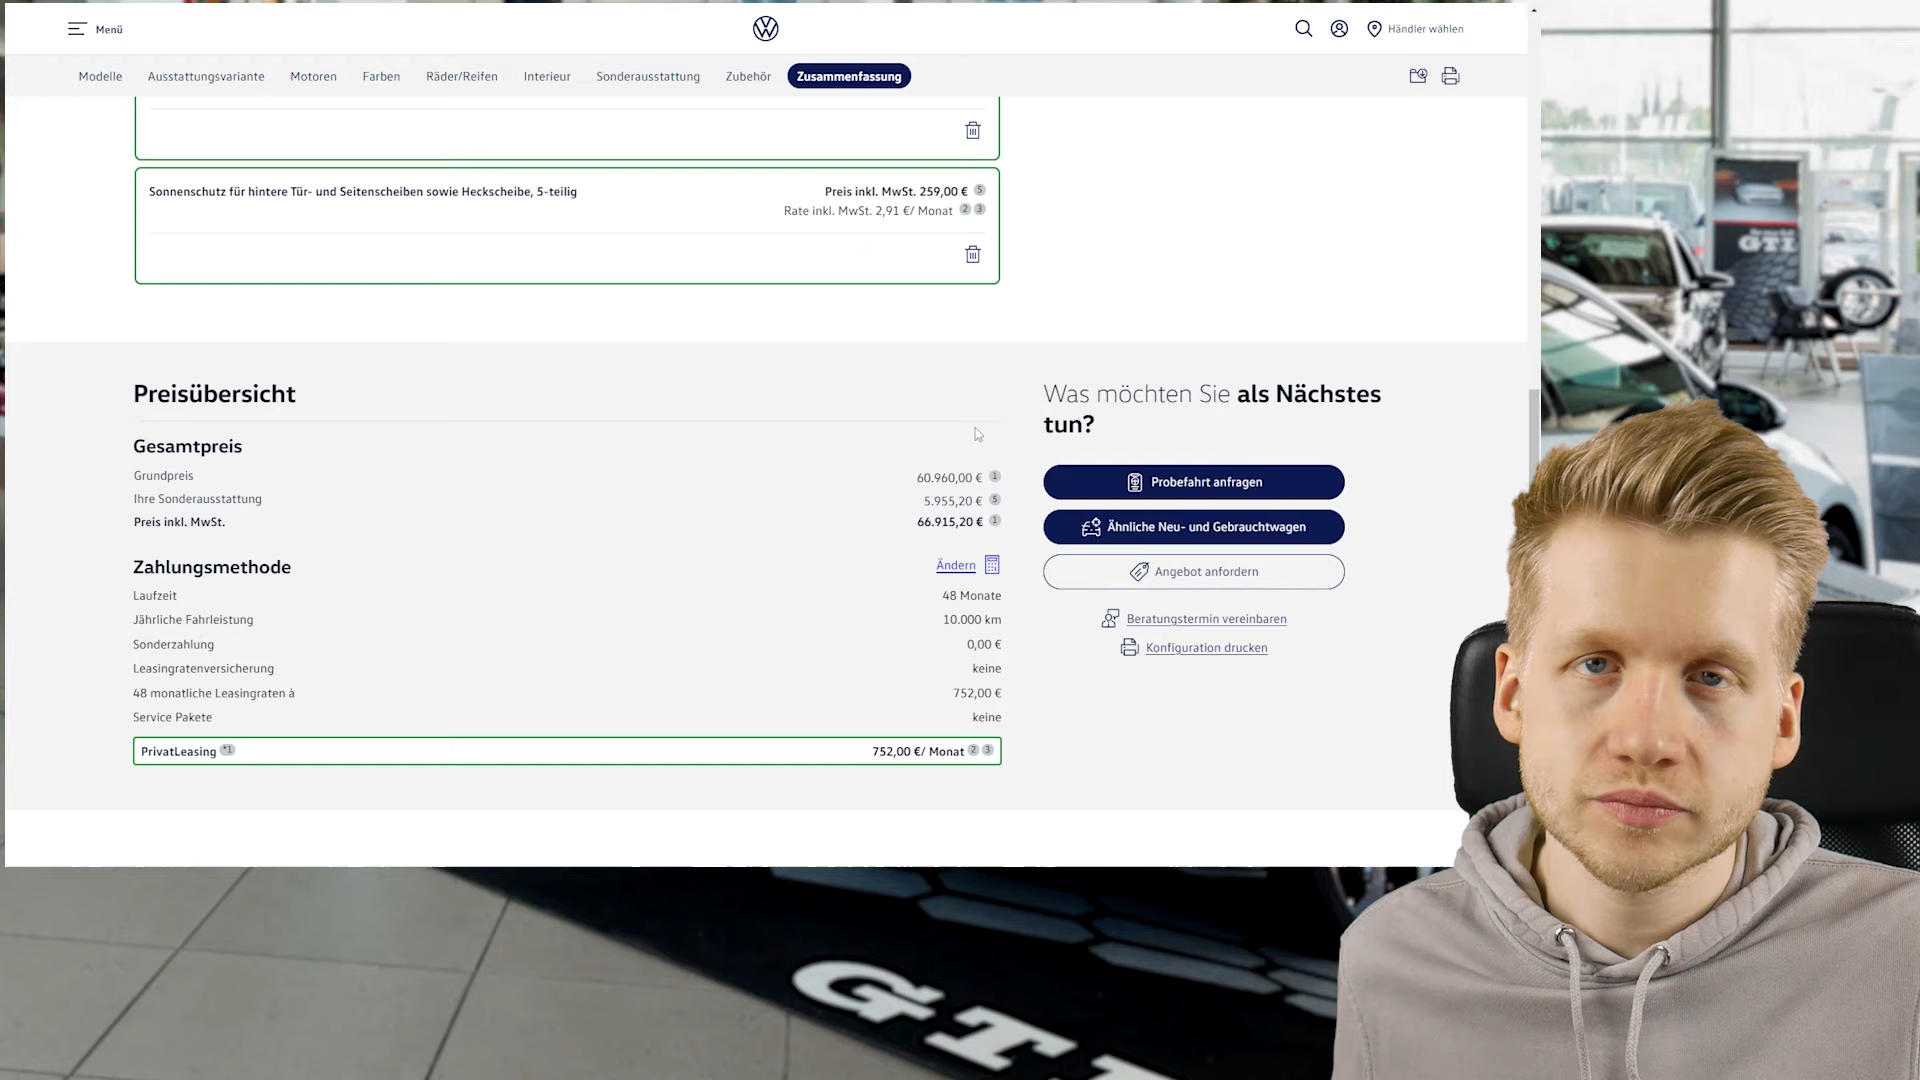 Menü
Händler wählen
Modelle
Ausstattungsvariante
Motoren
Farben
Räder/Reifen
Interieur
Sonderausstattung
Zubehör
Zusammenfassung
Sonnenschutz für hintere Tür- und Seitenscheiben sowie Heckscheibe, 5-teilig
Preis inkl. MwSt. 259,00 € 5
Rate inkl. MwSt. 2,91 €/ Monat 2 3
Preisübersicht
Gesamtpreis
Grundpreis 60.960,00 € 1
Ihre Sonderausstattung 5.955,20 € 5
Preis inkl. MwSt. 66.915,20 € 1
Zahlungsmethode Ändern
Laufzeit 48 Monate
Jährliche Fahrleistung 10.000 km
Sonderzahlung 0,00 €
Leasingratenversicherung keine
48 monatliche Leasingraten à 752,00 €
Service Pakete keine
PrivatLeasing *1 752,00 €/ Monat 2 3
Was möchten Sie als Nächstes
tun?
Probefahrt anfragen
Ähnliche Neu- und Gebrauchtwagen
Angebot anfordern
Beratungstermin vereinbaren
Konfiguration drucken
GTI
GTI